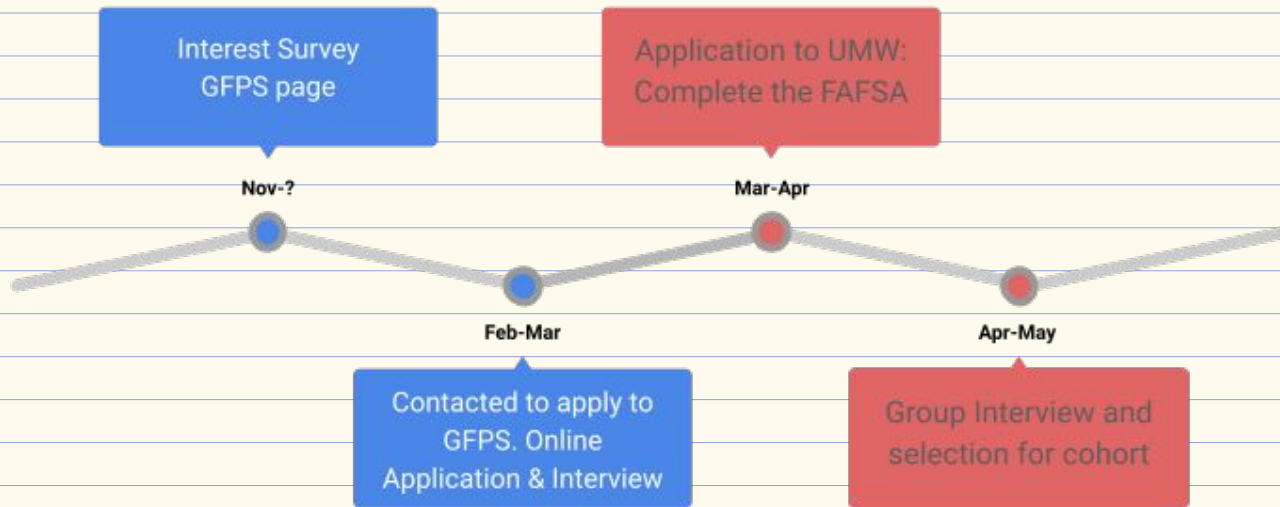 Interest Survey
GFPS page
Nov-?
Feb-Mar
Contacted to apply to
GFPS. Online
Application & Interview
Application to UMW:
Complete the FAFSA
Mar-Apr
Apr-May
Group Interview and
selection for cohort